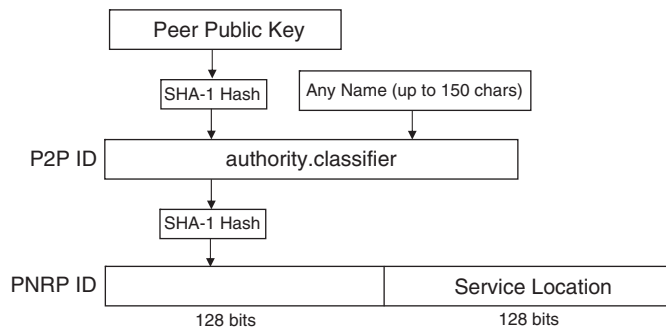 Peer Public Key
SHA-1 Hash
Any Name (up to 150 chars)
P2P ID
authority.classifier
SHA-1 Hash
PNRP ID
Service Location
128 bits
128 bits